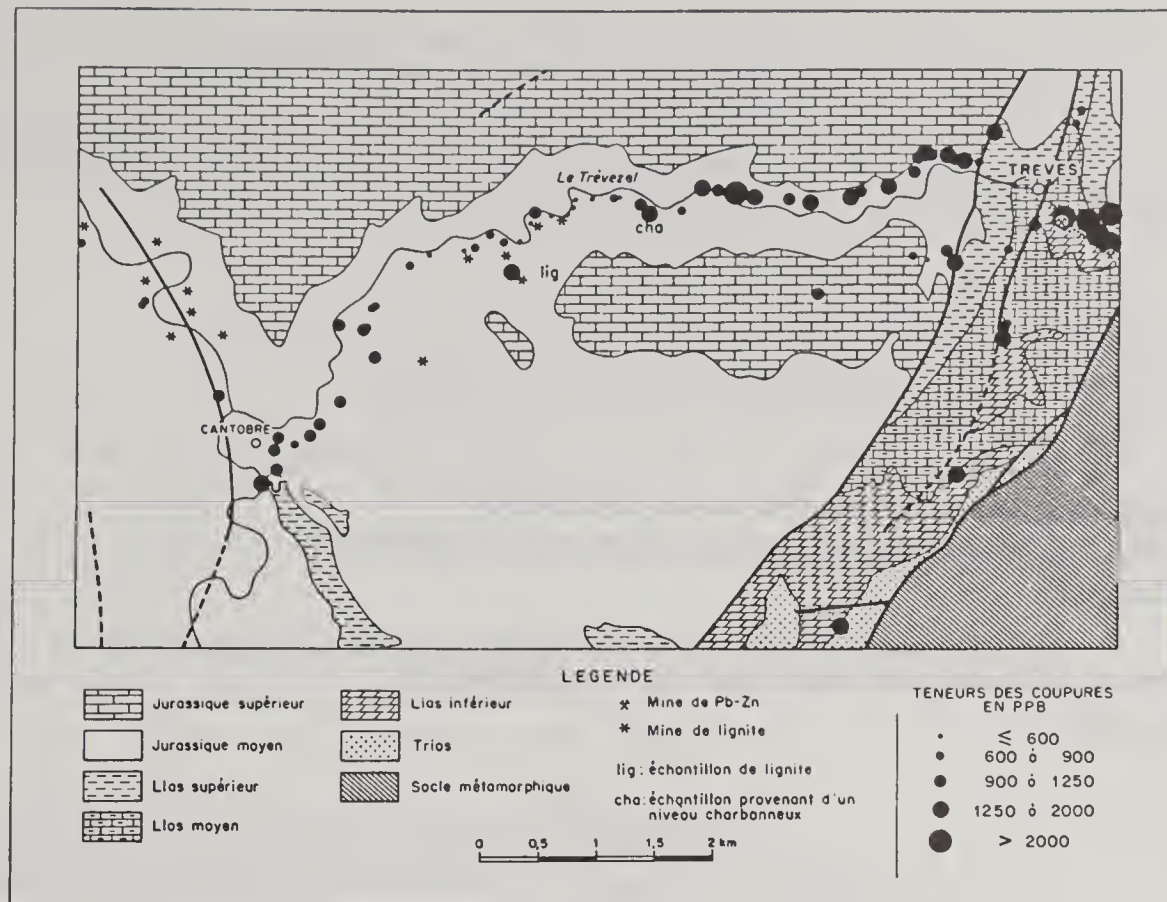 Le Trévezel
TREVES
cha
lig
CANTOBRE
LEGENDE
Jurassique supérieur
Jurassique moyen
Lias supérieur
Lias moyen
Lias inférieur
Trias
Socle métamorphique
Mine de Pb-Zn
Mine de lignite
lig : échantillon de lignite
cha : échantillon provenant d'un
niveau charbonneux
0 0,5 1 1,5 2 km
TENEURS DES COUPURES
EN PPB
≤ 600
600 à 900
900 à 1250
1250 à 2000
> 2000